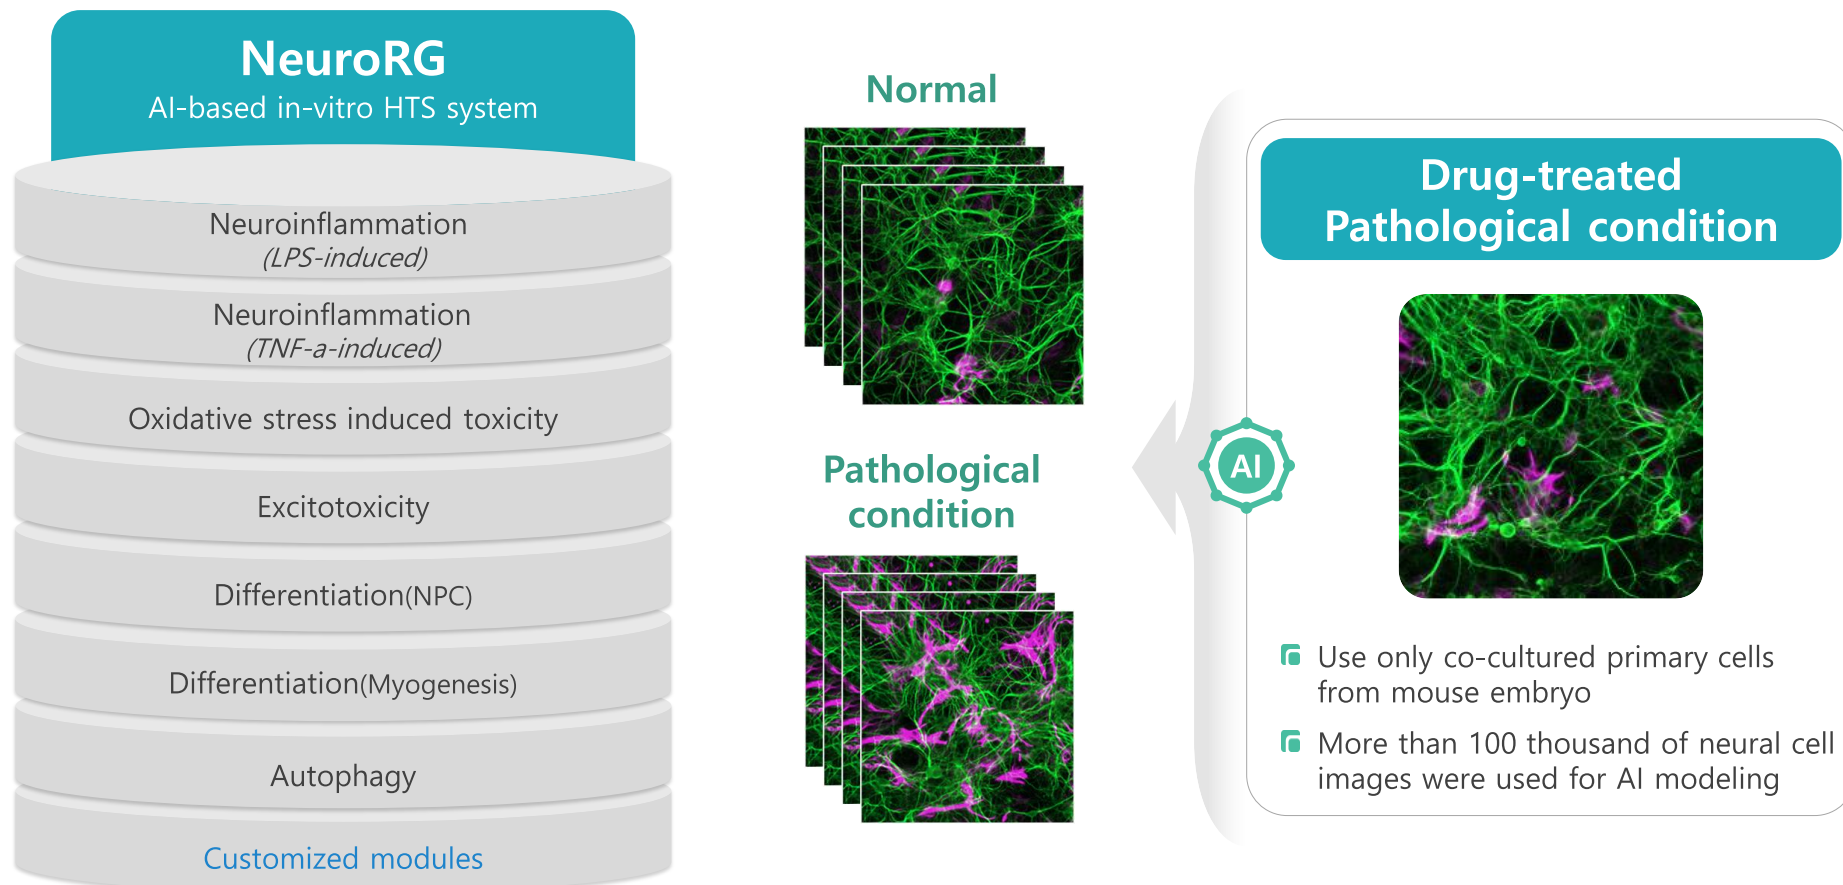 NeuroRG
AI-based in-vitro HTS system
Neuroinflammation
(LPS-induced)
Neuroinflammation
(TNF-a-induced)
Oxidative stress induced toxicity
Excitotoxicity
Differentiation(NPC)
Differentiation(Myogenesis)
Autophagy
Customized modules
Normal
Pathological
condition
AI
Drug-treated
Pathological condition
Use only co-cultured primary cells
from mouse embryo
More than 100 thousand of neural cell
images were used for AI modeling